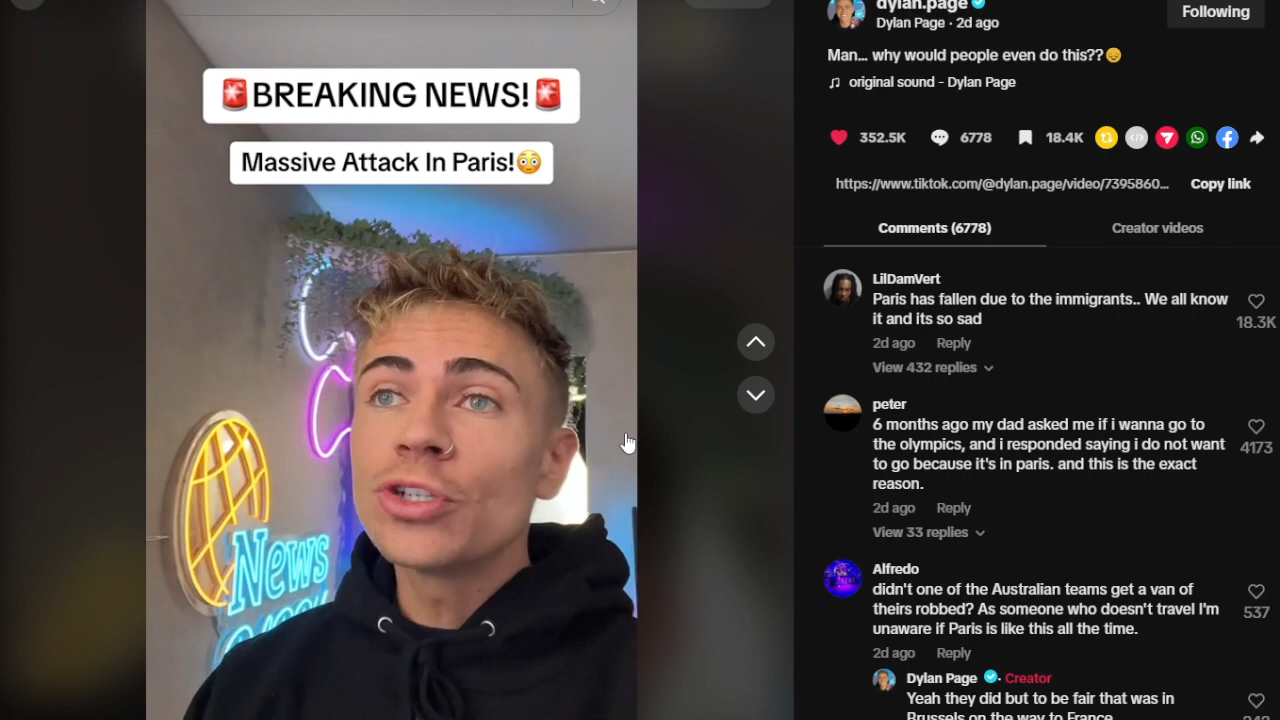 BREAKING NEWS!
Massive Attack In Paris!
News
dylan.page
Dylan Page · 2d ago
Following
Man... why would people even do this??
original sound - Dylan Page
352.5K
6778
18.4K
https://www.tiktok.com/@dylan.page/video/7395860...
Copy link
Comments (6778)
Creator videos
LilDamVert
Paris has fallen due to the immigrants.. We all know
it and its so sad
18.3K
2d ago Reply
View 432 replies
peter
6 months ago my dad asked me if i wanna go to
the olympics, and i responded saying i do not want
to go because it's in paris. and this is the exact
reason.
4173
2d ago Reply
View 33 replies
Alfredo
didn't one of the Australian teams get a van of
theirs robbed? As someone who doesn't travel I'm
unaware if Paris is like this all the time.
537
2d ago Reply
Dylan Page · Creator
Yeah they did but to be fair that was in
Brussels on the way to France